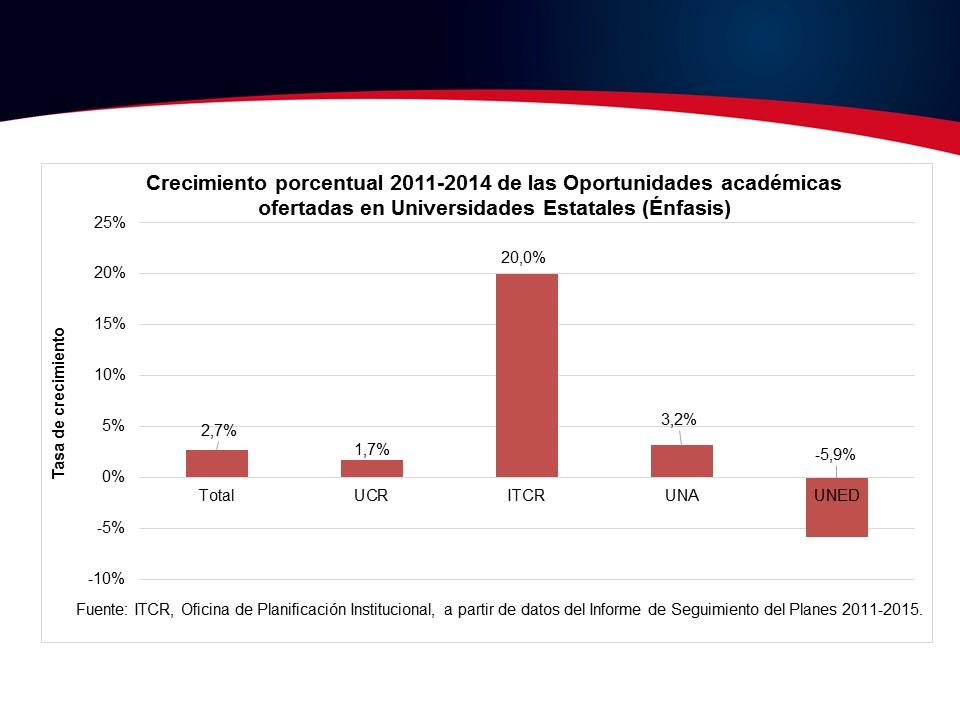 Crecimiento porcentual 2011-2014 de las Oportunidades académicas
ofertadas en Universidades Estatales (Énfasis)
25%
20%
15%
10%
5%
0%
-5%
-10%
Tasa de crecimiento
2,7%
1,7%
20,0%
3,2%
-5,9%
Total
UCR
ITCR
UNA
UNED
Fuente: ITCR, Oficina de Planificación Institucional, a partir de datos del Informe de Seguimiento del Planes 2011-2015.